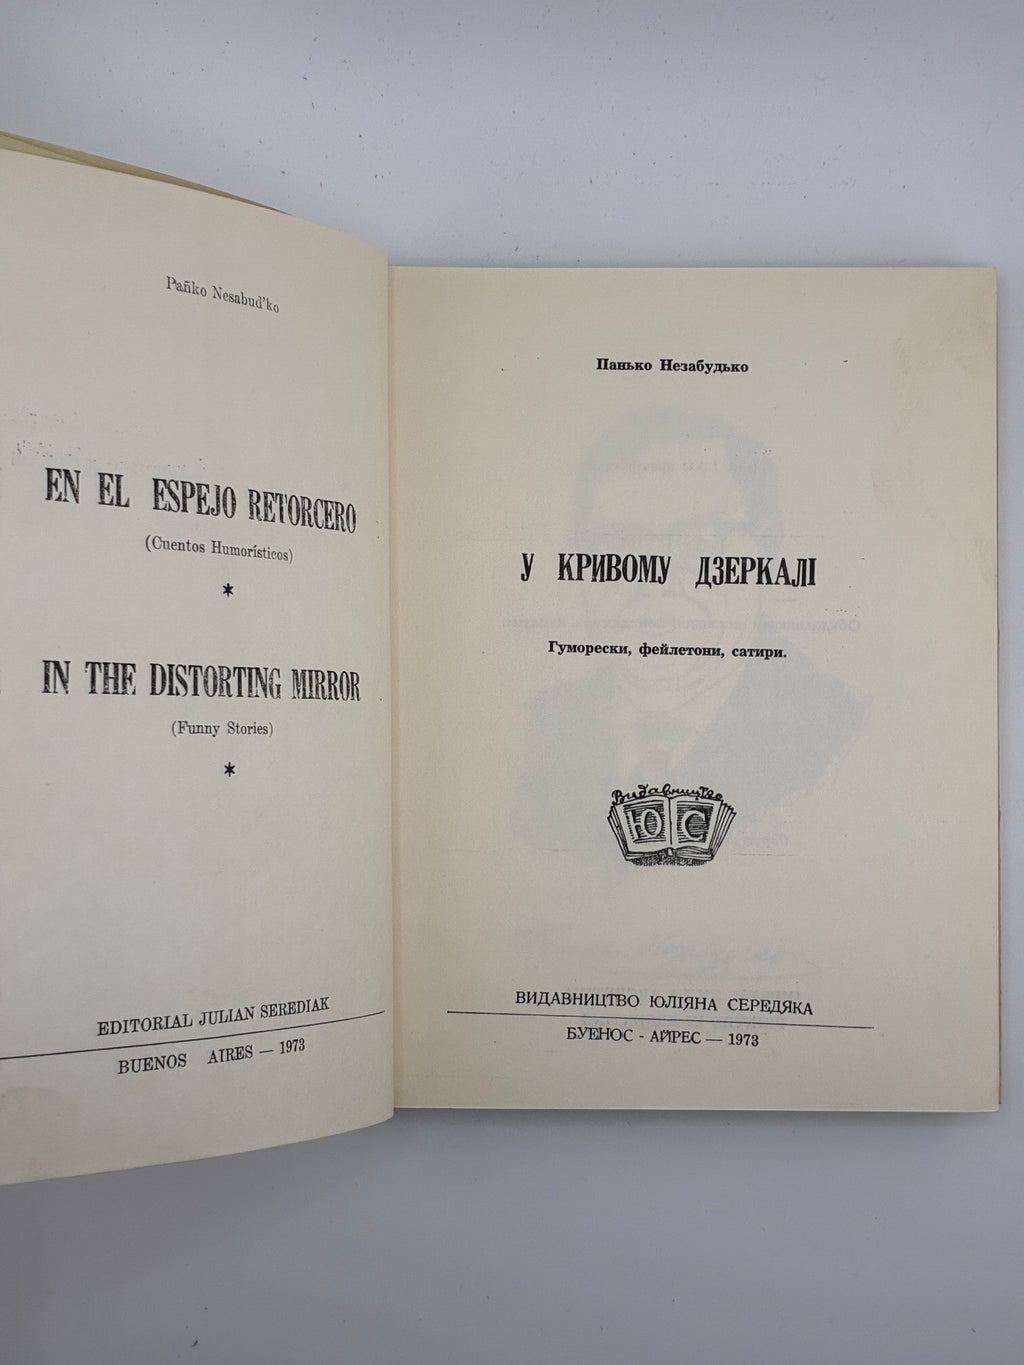 Pañko Nesabud'ko
EN EL ESPEJO RETORCERO
(Cuentos Humorísticos)
*
IN THE DISTORTING MIRROR
(Funny Stories)
*
EDITORIAL JULIAN SEREDIAK
BUENOS AIRES — 1973
Панько Незабудько
У КРИВОМУ ДЗЕРКАЛІ
Гуморески, фейлетони, сатири.
Видавництво
Ю С
ВИДАВНИЦТВО ЮЛІЯНА СЕРЕДЯКА
БУЕНОС - АЙРЕС — 1973